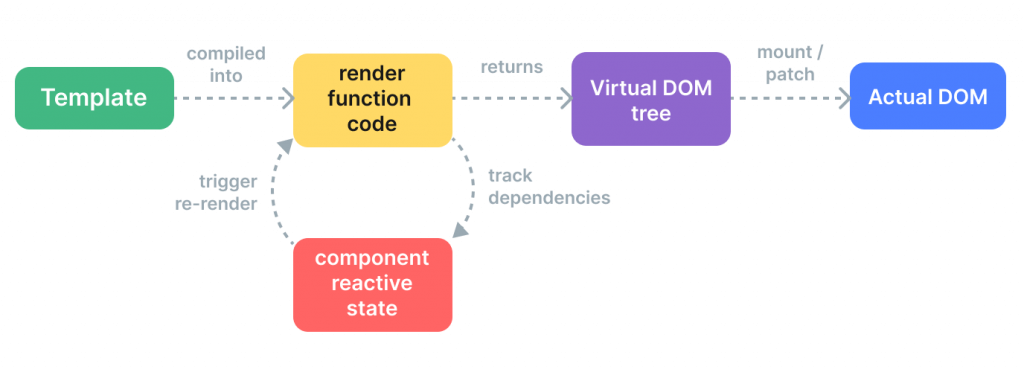 Template
compiled
into
render
function
code
returns
Virtual DOM
tree
mount /
patch
Actual DOM
trigger
re-render
track
dependencies
component
reactive
state